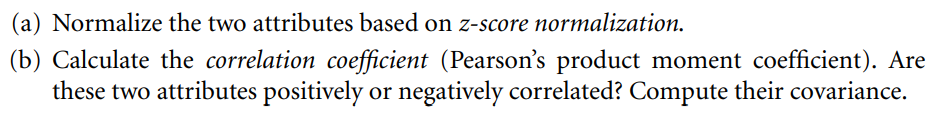 (a) Normalize the two attributes based on z-score normalization.
(b) Calculate the correlation coefficient (Pearson’s product moment coefficient). Are
these two attributes positively or negatively correlated? Compute their covariance.